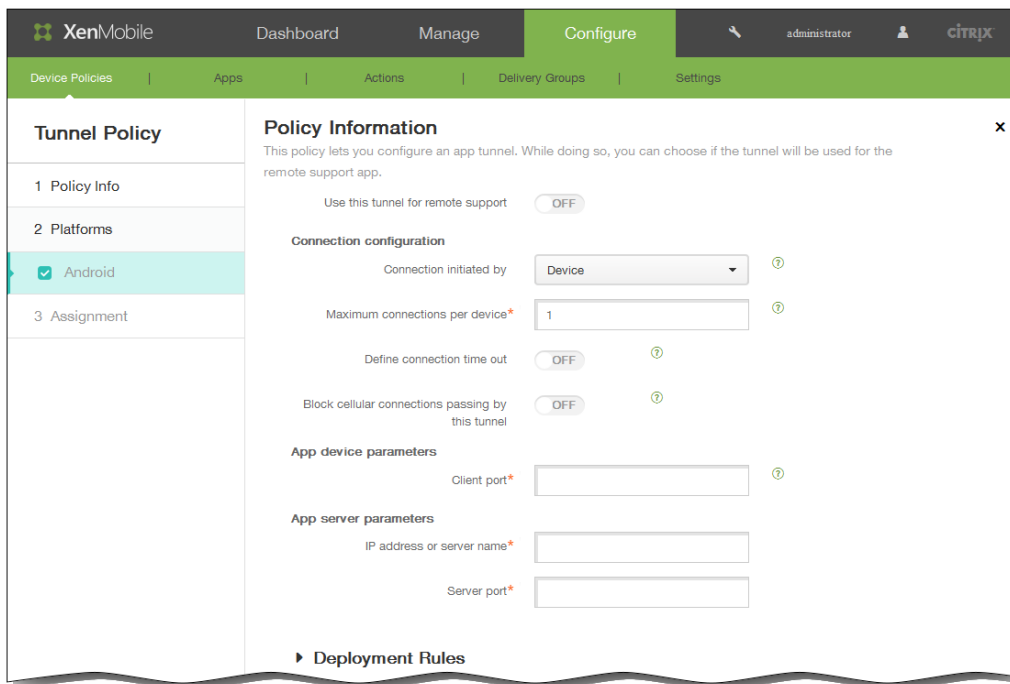 XenMobile Dashboard Manage Configure administrator CITRIX
Device Policies | Apps | Actions | Delivery Groups | Settings
Tunnel Policy
1 Policy Info
2 Platforms
Android
3 Assignment
Policy Information
This policy lets you configure an app tunnel. While doing so, you can choose if the tunnel will be used for the
remote support app.
Use this tunnel for remote support OFF
Connection configuration
Connection initiated by Device
Maximum connections per device* 1
Define connection time out OFF
Block cellular connections passing by OFF
this tunnel
App device parameters
Client port*
App server parameters
IP address or server name*
Server port*
Deployment Rules